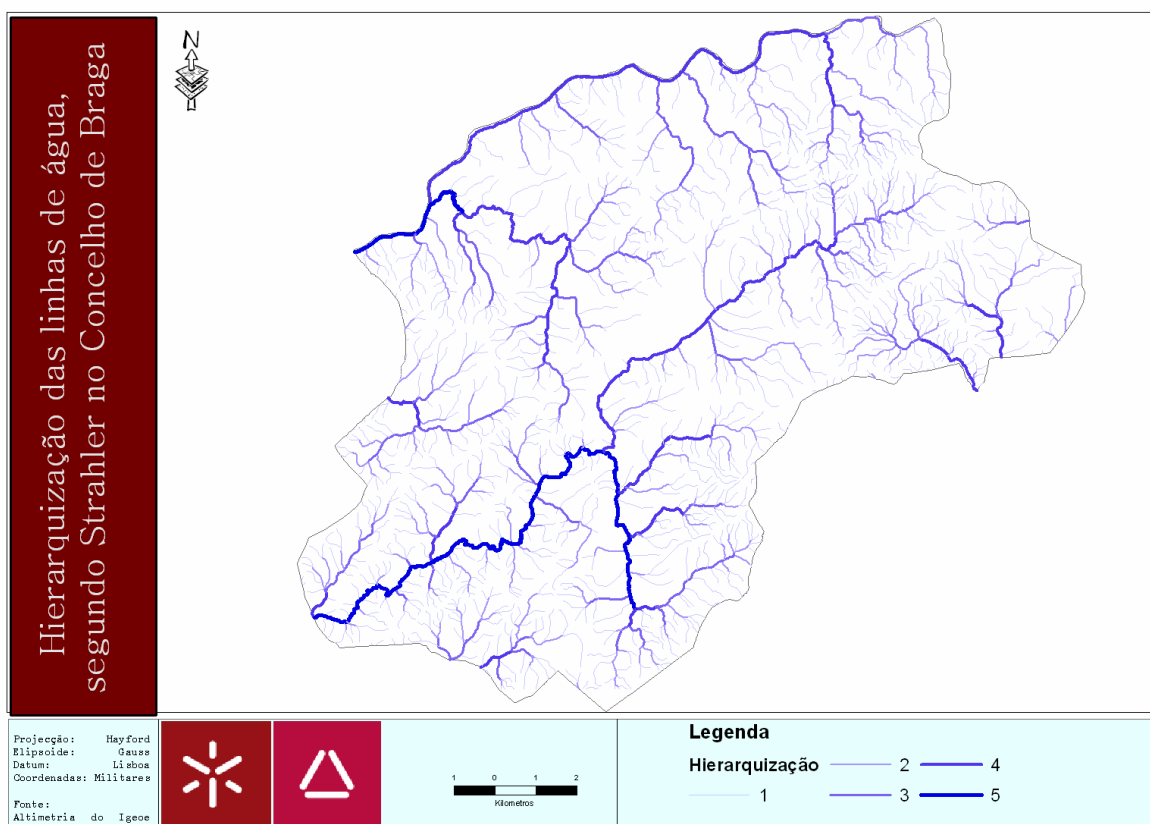 Hierarquização das linhas de água,
segundo Strahler no Concelho de Braga
N
Projecção: Hayford
Elipsoide: Gauss
Datum: Lisboa
Coordenadas: Militares
Fonte:
Altimetria do Igeoe
1 0 1 2
Kilometros
Legenda
Hierarquização 2 4
1 3 5